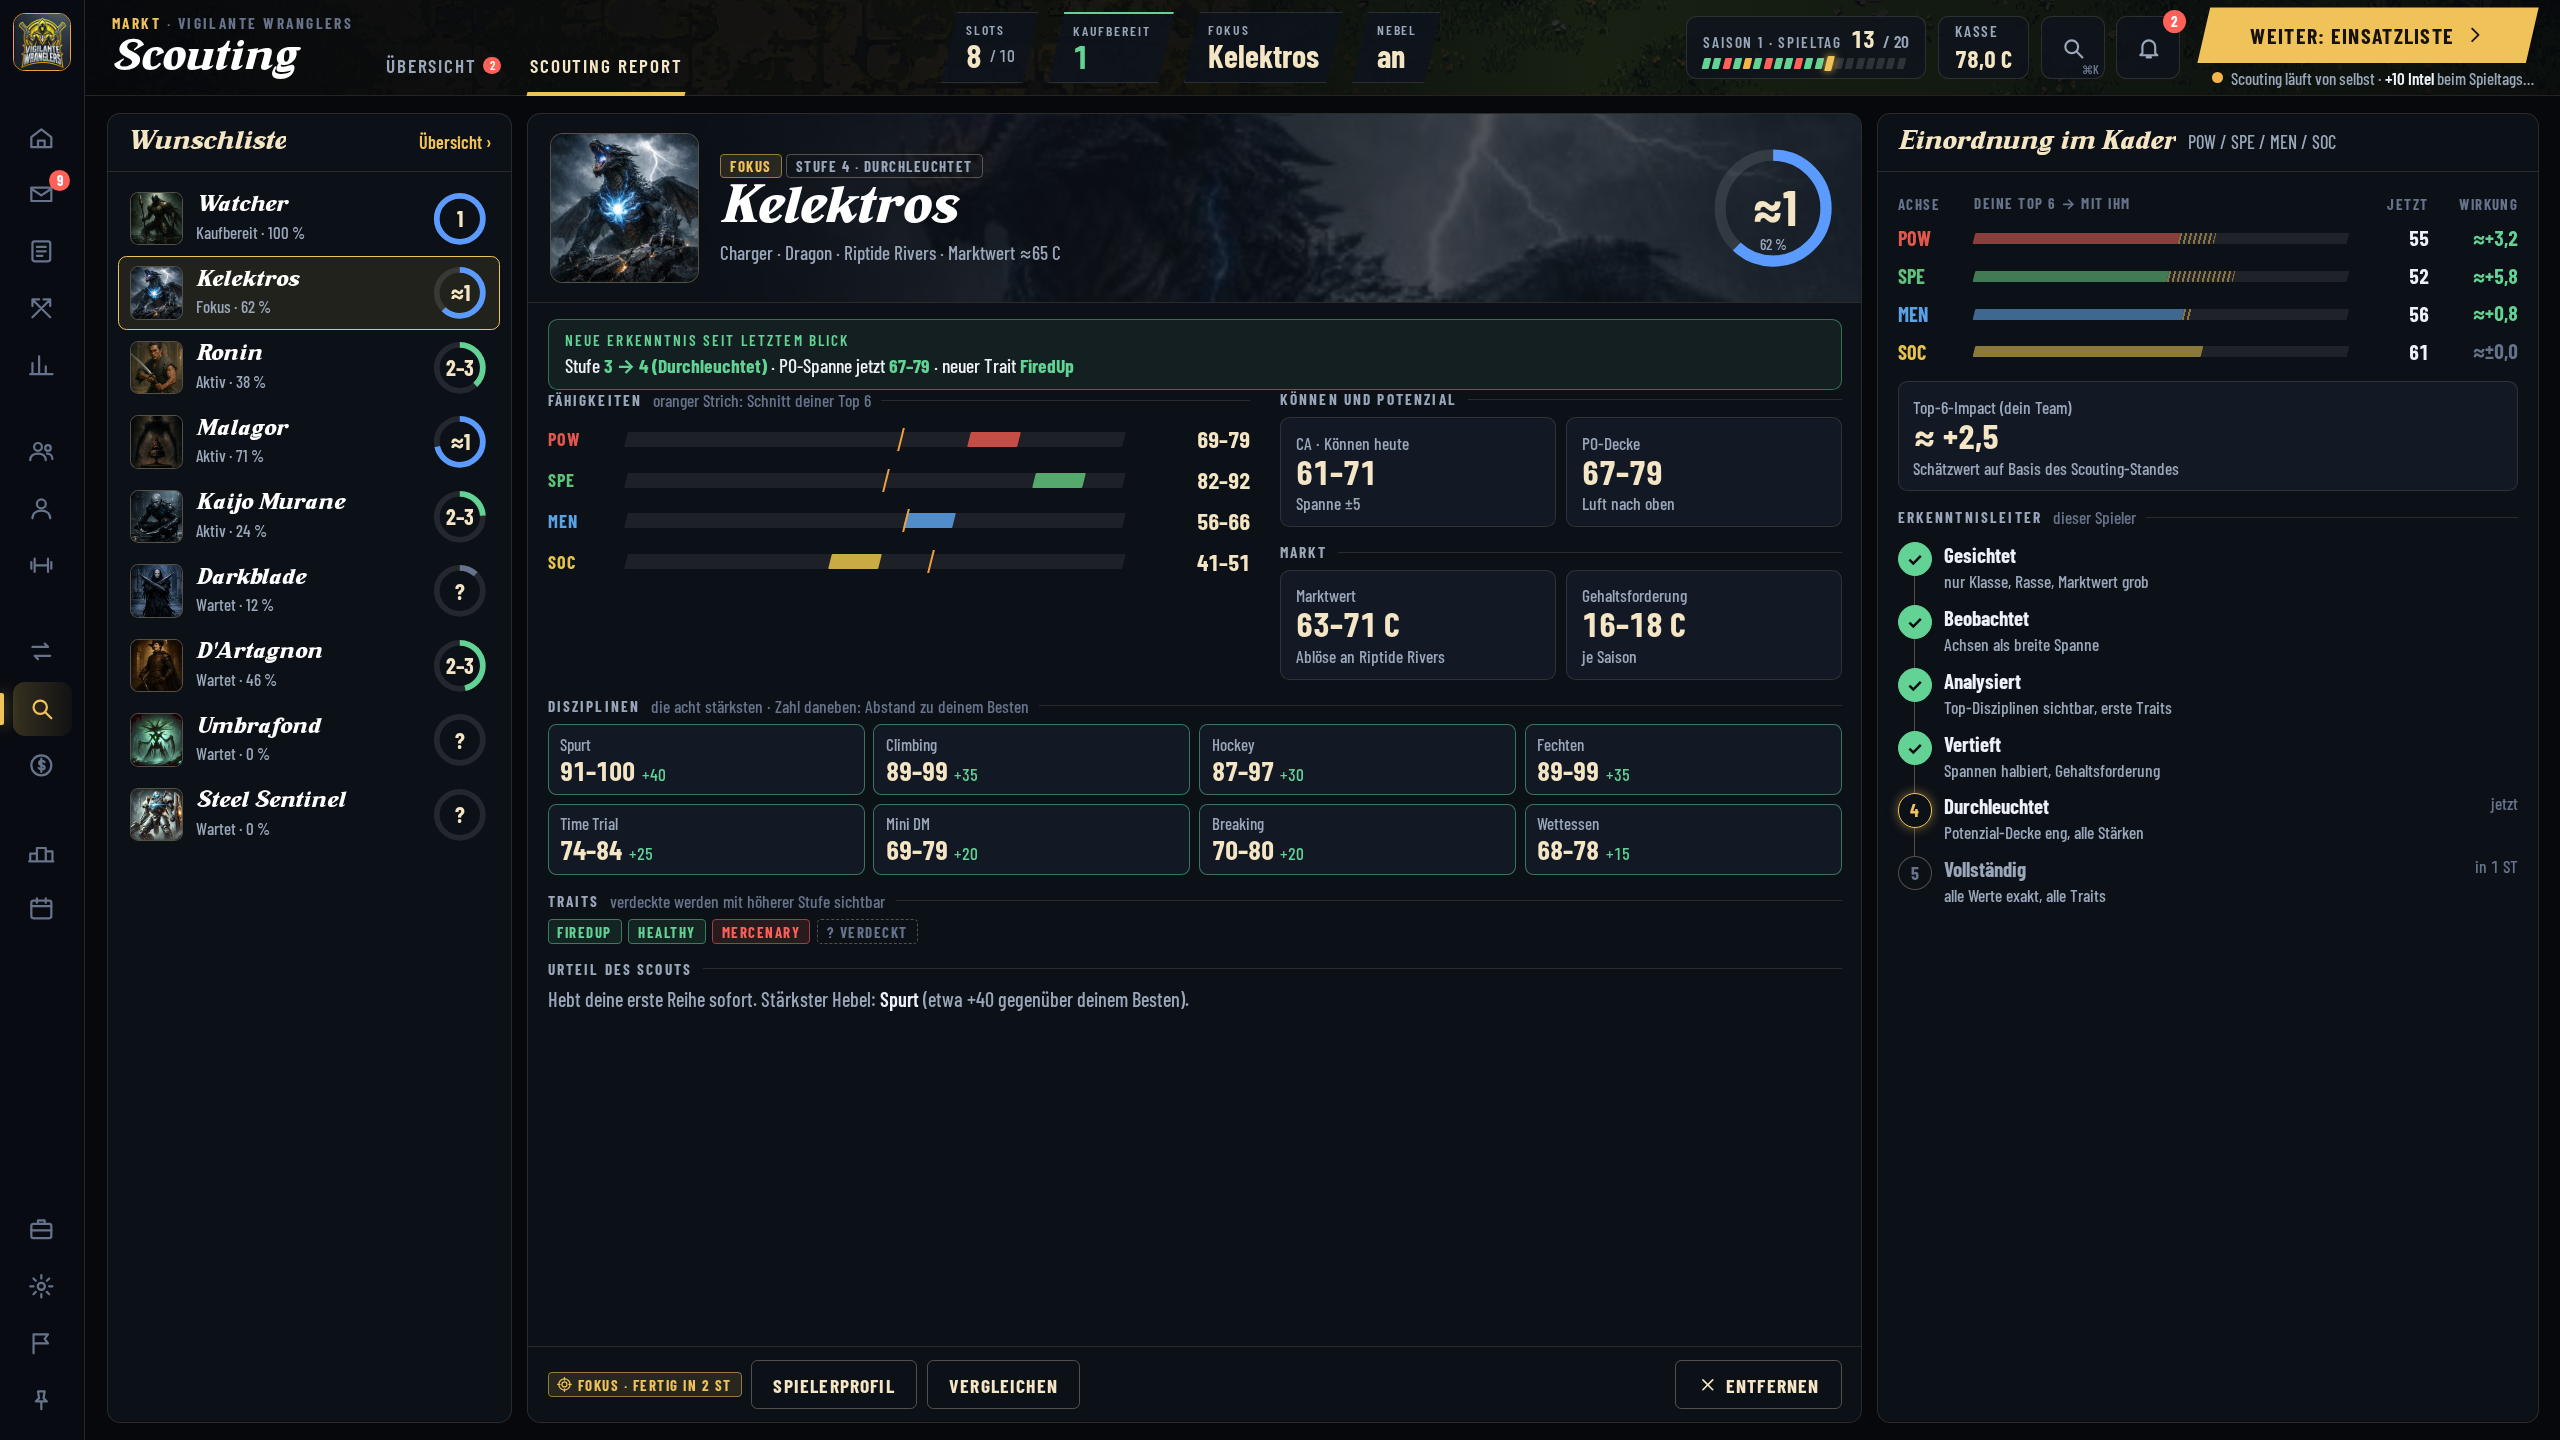 MARKT · VIGILANTE WRANGLERS
Scouting
ÜBERSICHT 2
SCOUTING REPORT
SLOTS
8 / 10
KAUFBEREIT
1
FOKUS
Kelektros
NEBEL
an
SAISON 1 · SPIELTAG 13 / 20
KASSE
78,0 C
⌘K
2
WEITER: EINSATZLISTE
Scouting läuft von selbst · +10 Intel beim Spieltags...
VIGILANTE
WRANGLERS
9
Wunschliste
Übersicht ›
Watcher
Kaufbereit · 100 %
1
Kelektros
Fokus · 62 %
≈1
Ronin
Aktiv · 38 %
2–3
Malagor
Aktiv · 71 %
≈1
Kaijo Murane
Aktiv · 24 %
2–3
Darkblade
Wartet · 12 %
?
D'Artagnon
Wartet · 46 %
2–3
Umbrafond
Wartet · 0 %
?
Steel Sentinel
Wartet · 0 %
?
FOKUS
STUFE 4 · DURCHLEUCHTET
Kelektros
Charger · Dragon · Riptide Rivers · Marktwert ≈65 C
≈1
62 %
NEUE ERKENNTNIS SEIT LETZTEM BLICK
Stufe 3 → 4 (Durchleuchtet) · PO-Spanne jetzt 67–79 · neuer Trait FiredUp
FÄHIGKEITEN oranger Strich: Schnitt deiner Top 6
POW 69–79
SPE 82–92
MEN 56–66
SOC 41–51
KÖNNEN UND POTENZIAL
CA · Können heute
61–71
Spanne ±5
PO-Decke
67–79
Luft nach oben
MARKT
Marktwert
63–71 C
Ablöse an Riptide Rivers
Gehaltsforderung
16–18 C
je Saison
DISZIPLINEN die acht stärksten · Zahl daneben: Abstand zu deinem Besten
Spurt
91–100 +40
Climbing
89–99 +35
Hockey
87–97 +30
Fechten
89–99 +35
Time Trial
74–84 +25
Mini DM
69–79 +20
Breaking
70–80 +20
Wettessen
68–78 +15
TRAITS verdeckte werden mit höherer Stufe sichtbar
FIREDUP
HEALTHY
MERCENARY
? VERDECKT
URTEIL DES SCOUTS
Hebt deine erste Reihe sofort. Stärkster Hebel: Spurt (etwa +40 gegenüber deinem Besten).
FOKUS · FERTIG IN 2 ST
SPIELERPROFIL
VERGLEICHEN
ENTFERNEN
Einordnung im Kader POW / SPE / MEN / SOC
ACHSE DEINE TOP 6 → MIT IHM JETZT WIRKUNG
POW 55 ≈+3,2
SPE 52 ≈+5,8
MEN 56 ≈+0,8
SOC 61 ≈±0,0
Top-6-Impact (dein Team)
≈ +2,5
Schätzwert auf Basis des Scouting-Standes
ERKENNTNISLEITER dieser Spieler
Gesichtet
nur Klasse, Rasse, Marktwert grob
Beobachtet
Achsen als breite Spanne
Analysiert
Top-Disziplinen sichtbar, erste Traits
Vertieft
Spannen halbiert, Gehaltsforderung
4 Durchleuchtet jetzt
Potenzial-Decke eng, alle Stärken
5 Vollständig in 1 ST
alle Werte exakt, alle Traits